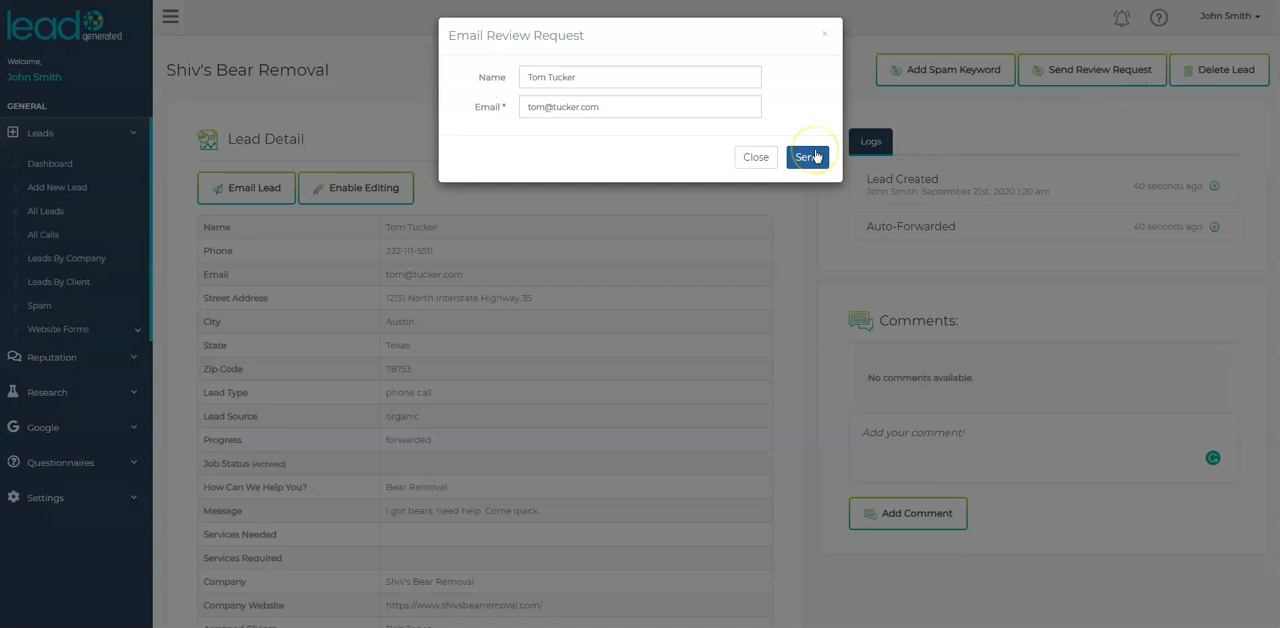 lead
generated
Welcome,
John Smith
GENERAL
Leads
Dashboard
Add New Lead
All Leads
All Calls
Leads By Company
Leads By Client
Spam
Website Forms
Reputation
Research
Google
Questionnaires
Settings
John Smith
Shiv's Bear Removal
Add Spam Keyword
Send Review Request
Delete Lead
Email Review Request
×
Name Tom Tucker
Email * tom@tucker.com
Close
Lead Detail
Email Lead
Enable Editing
Name Tom Tucker
Phone 232-111-5511
Email tom@tucker.com
Street Address 12151 North Interstate Highway 35
City Austin
State Texas
Zip Code 78753
Lead Type phone call
Lead Source organic
Progress forwarded
Job Status (Archived)
How Can We Help You? Bear Removal
Message I got bears, need help. Come quick
Services Needed
Services Required
Company Shiv's Bear Removal
Company Website https://www.shivsbearremoval.com/
Logs
Lead Created
John Smith. September 21st, 2020 1:20 am
40 seconds ago
Auto-Forwarded
40 seconds ago
Comments:
No comments available.
Add your comment!
Add Comment